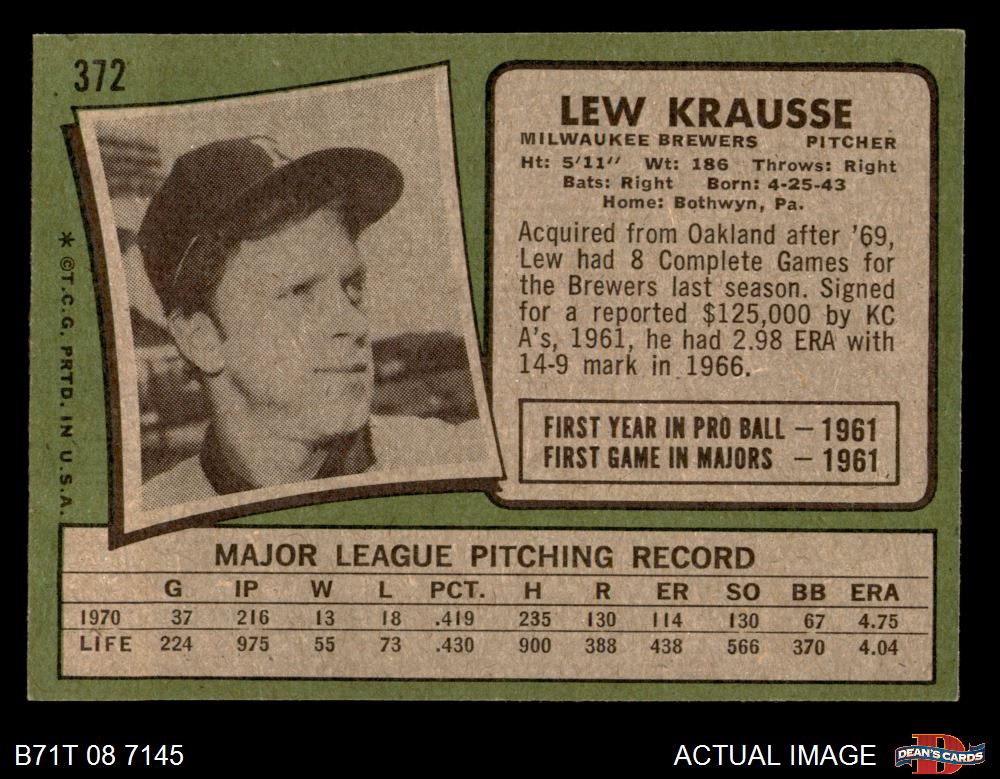 372
LEW KRAUSSE
MILWAUKEE BREWERS PITCHER
Ht: 5'11" Wt: 186 Throws: Right
Bats: Right Born: 4-25-43
Home: Bothwyn, Pa.
Acquired from Oakland after '69,
Lew had 8 Complete Games for
the Brewers last season. Signed
for a reported $125,000 by KC
A's, 1961, he had 2.98 ERA with
14-9 mark in 1966.
FIRST YEAR IN PRO BALL – 1961
FIRST GAME IN MAJORS – 1961
* ©T.C.G. PRTD. IN U.S.A.
MAJOR LEAGUE PITCHING RECORD
G IP W L PCT. H R ER SO BB ERA
1970 37 216 13 18 .419 235 130 114 130 67 4.75
LIFE 224 975 55 73 .430 900 388 438 566 370 4.04
B71T 08 7145
ACTUAL IMAGE
DEAN'S CARDS